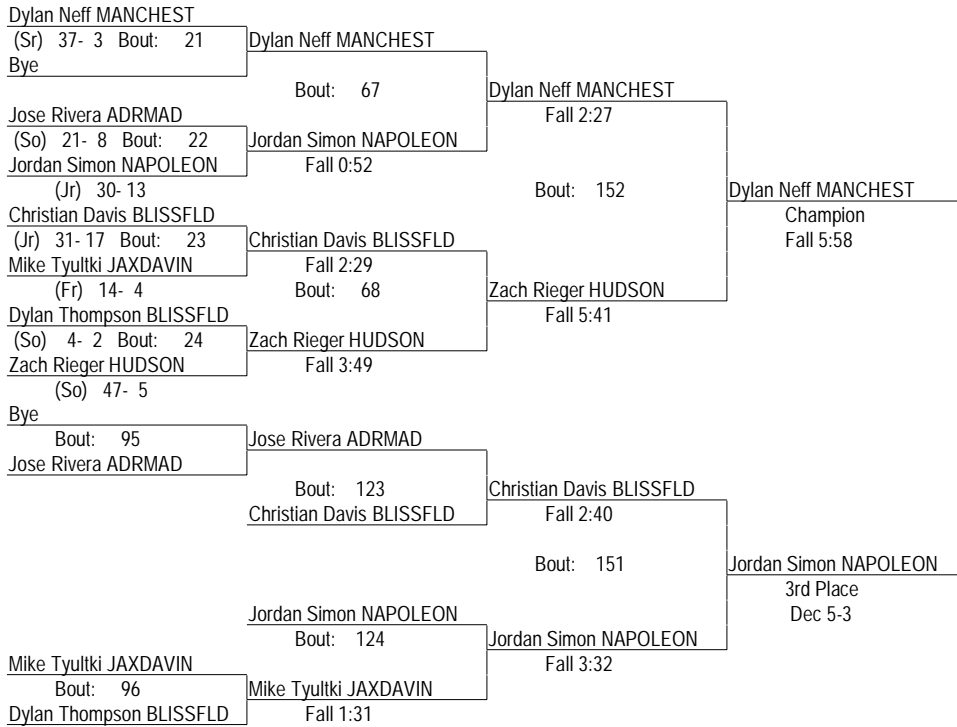 Dylan Neff MANCHEST
(Sr) 37- 3 Bout: 21
Bye
Dylan Neff MANCHEST
Bout: 67
Jose Rivera ADRMAD
(So) 21- 8 Bout: 22
Jordan Simon NAPOLEON
(Jr) 30- 13
Jordan Simon NAPOLEON
Fall 0:52
Dylan Neff MANCHEST
Fall 2:27
Christian Davis BLISSFLD
(Jr) 31- 17 Bout: 23
Mike Tyultki JAXDAVIN
(Fr) 14- 4
Christian Davis BLISSFLD
Fall 2:29
Bout: 68
Dylan Thompson BLISSFLD
(So) 4- 2 Bout: 24
Zach Rieger HUDSON
(So) 47- 5
Zach Rieger HUDSON
Fall 3:49
Zach Rieger HUDSON
Fall 5:41
Bout: 152
Dylan Neff MANCHEST
Champion
Fall 5:58
Bye
Bout: 95
Jose Rivera ADRMAD
Jose Rivera ADRMAD
Bout: 123
Christian Davis BLISSFLD
Christian Davis BLISSFLD
Fall 2:40
Bout: 151
Jordan Simon NAPOLEON
3rd Place
Dec 5-3
Jordan Simon NAPOLEON
Bout: 124
Jordan Simon NAPOLEON
Fall 3:32
Mike Tyultki JAXDAVIN
Bout: 96
Dylan Thompson BLISSFLD
Mike Tyultki JAXDAVIN
Fall 1:31